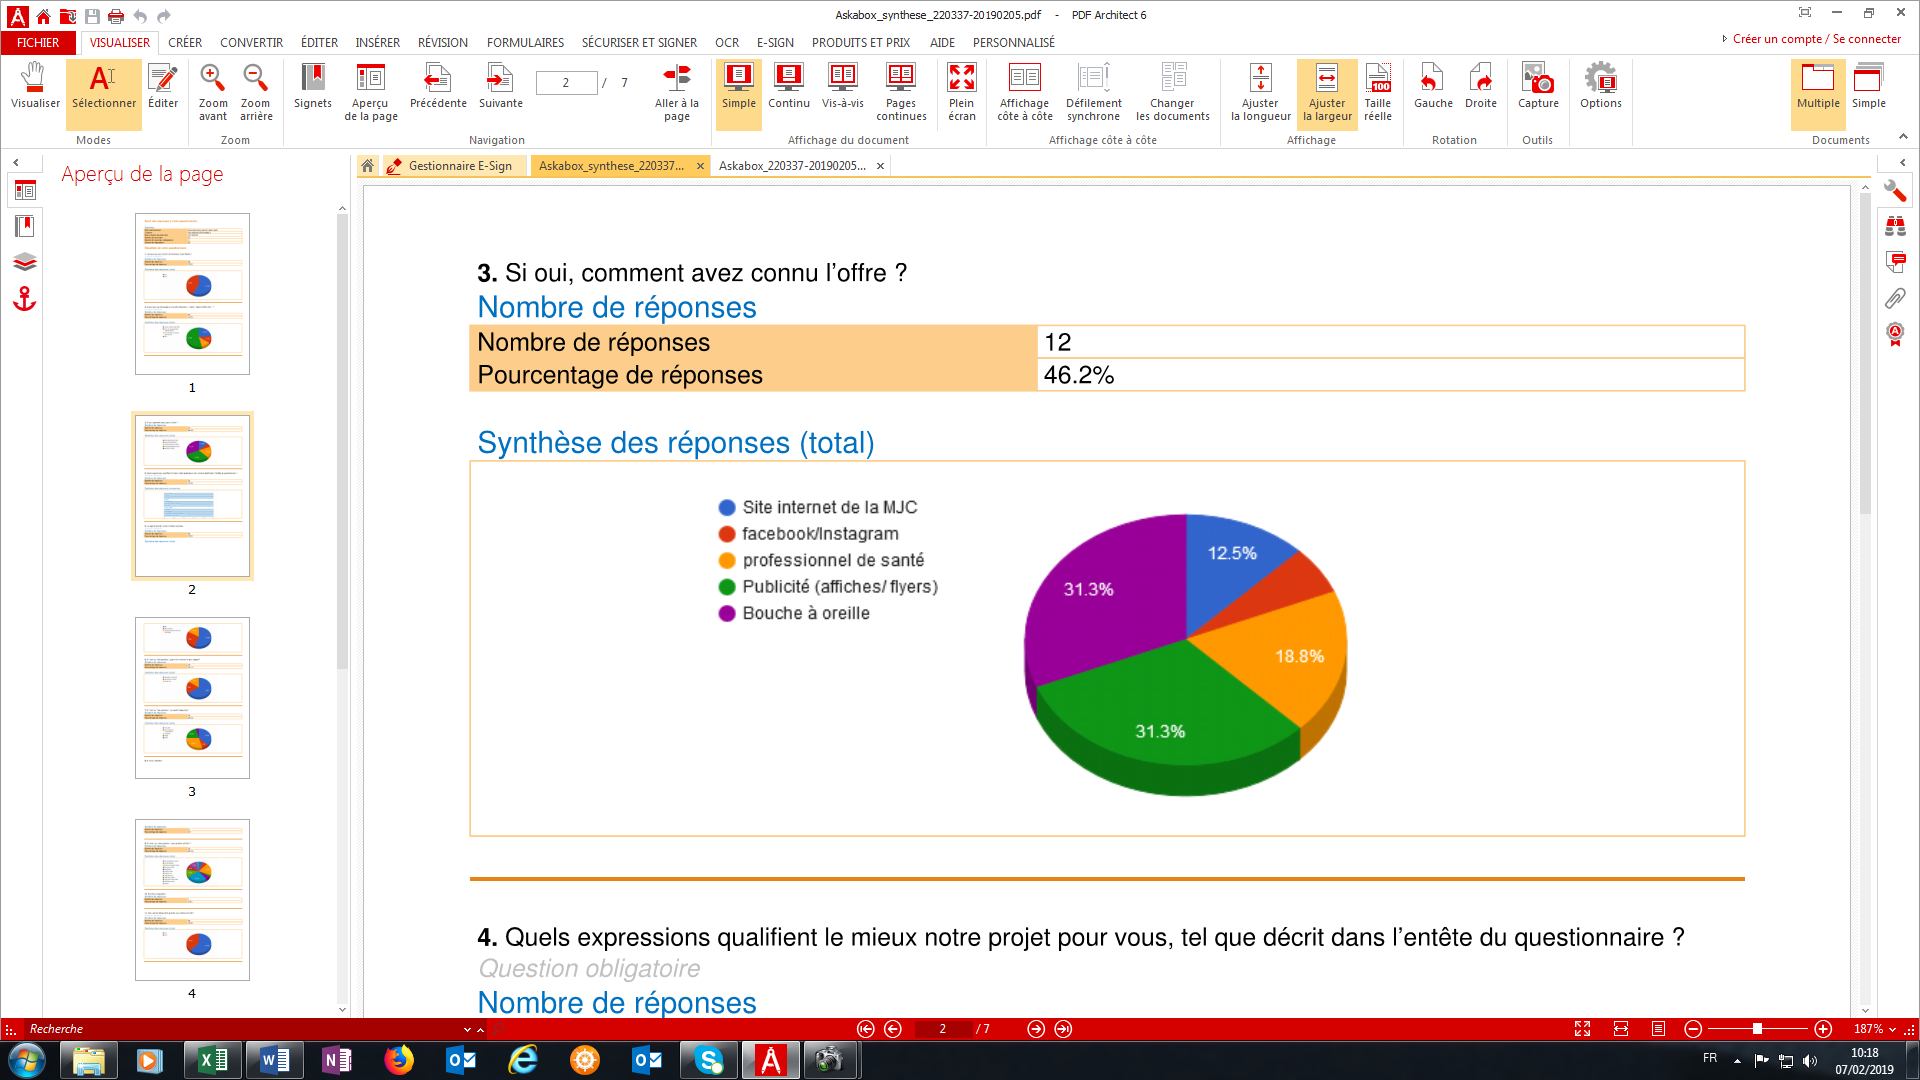 Askabox_synthese_220337-20190205.pdf - PDF Architect 6
FICHIER VISUALISER CRÉER CONVERTIR ÉDITER INSÉRER RÉVISION FORMULAIRES SÉCURISER ET SIGNER OCR E-SIGN PRODUITS ET PRIX AIDE PERSONNALISÉ Créer un compte / Se connecter
Visualiser Sélectionner Éditer Zoom avant Zoom arrière Signets Aperçu de la page Précédente Suivante 2 / 7 Aller à la page Simple Continu Vis-à-vis Pages continues Plein écran Affichage côte à côte Défilement synchrone Changer les documents Ajuster la longueur Ajuster la largeur Taille réelle Gauche Droite Capture Options Multiple Simple
Modes Zoom Navigation Affichage du document Affichage côte à côte Affichage Rotation Outils Documents
Gestionnaire E-Sign Askabox_synthese_220337... Askabox_220337-20190205...
Aperçu de la page
1
2
3
4
3. Si oui, comment avez connu l'offre ?
Nombre de réponses
Nombre de réponses 12
Pourcentage de réponses 46.2%
Synthèse des réponses (total)
Site internet de la MJC
facebook/Instagram
professionnel de santé
Publicité (affiches/ flyers)
Bouche à oreille
12.5%
31.3%
18.8%
31.3%
4. Quels expressions qualifient le mieux notre projet pour vous, tel que décrit dans l'entête du questionnaire ?
Question obligatoire
Nombre de réponses
Recherche 2 / 7 187%
FR 10:18
07/02/2019